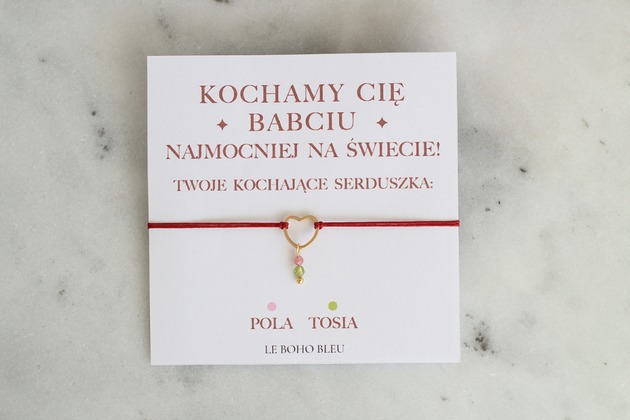 KOCHAMY CIĘ
BABCIU
NAJMOCNIEJ NA ŚWIECIE!
TWOJE KOCHAJĄCE SERDUSZKA:
POLA TOSIA
LE BOHO BLEU